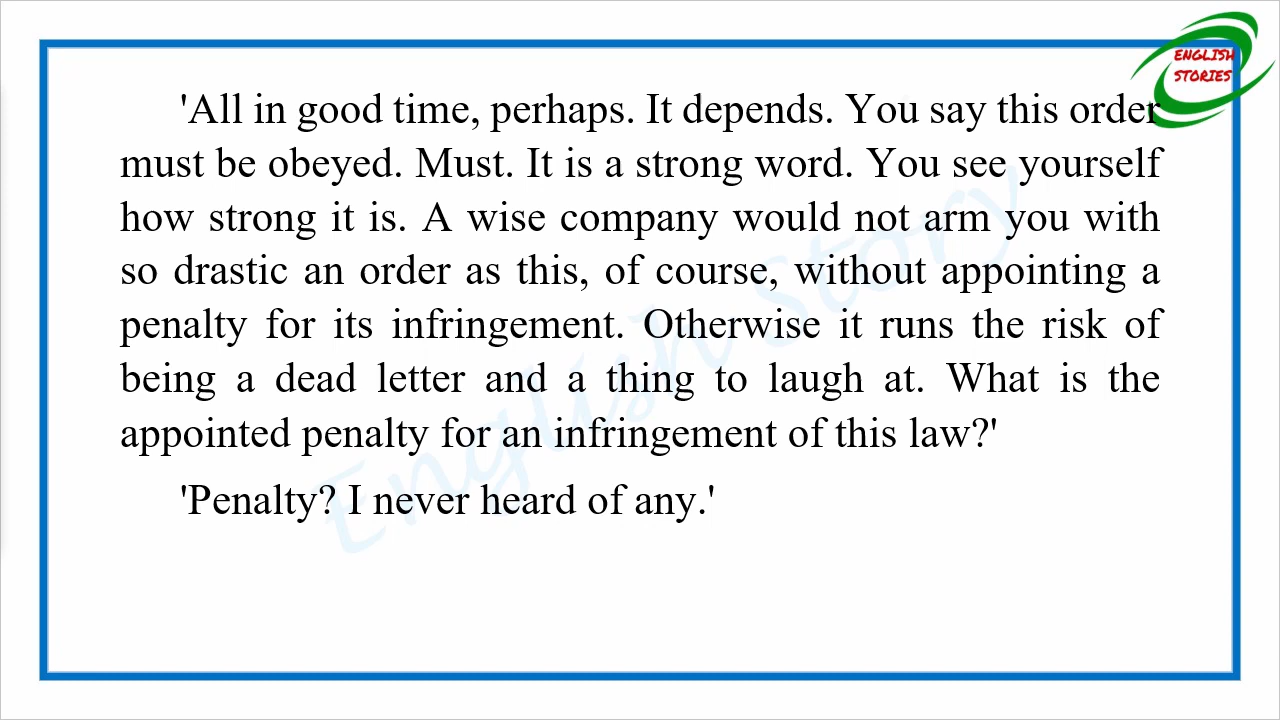 ENGLISH
STORIES
'All in good time, perhaps. It depends. You say this order
must be obeyed. Must. It is a strong word. You see yourself
how strong it is. A wise company would not arm you with
so drastic an order as this, of course, without appointing a
penalty for its infringement. Otherwise it runs the risk of
being a dead letter and a thing to laugh at. What is the
appointed penalty for an infringement of this law?'
'Penalty? I never heard of any.'
English Story